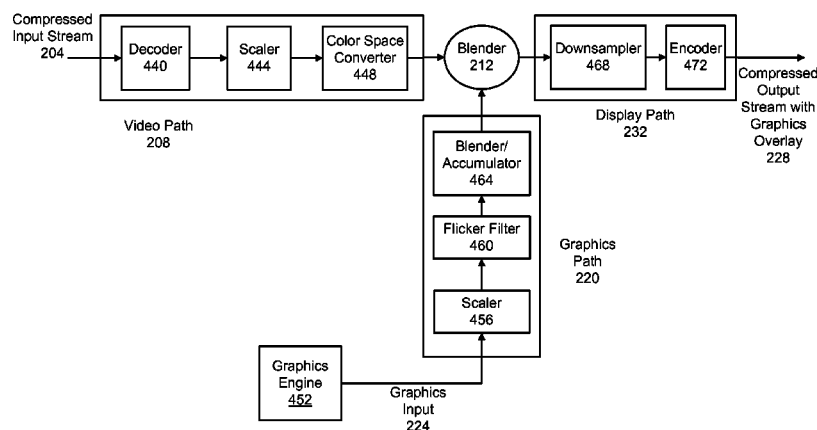 Compressed
Input Stream
204
Decoder
440
Scaler
444
Color Space
Converter
448
Video Path
208
Blender
212
Downsampler
468
Encoder
472
Display Path
232
Compressed
Output
Stream with
Graphics
Overlay
228
Blender/
Accumulator
464
Flicker Filter
460
Scaler
456
Graphics
Path
220
Graphics
Engine
452
Graphics
Input
224